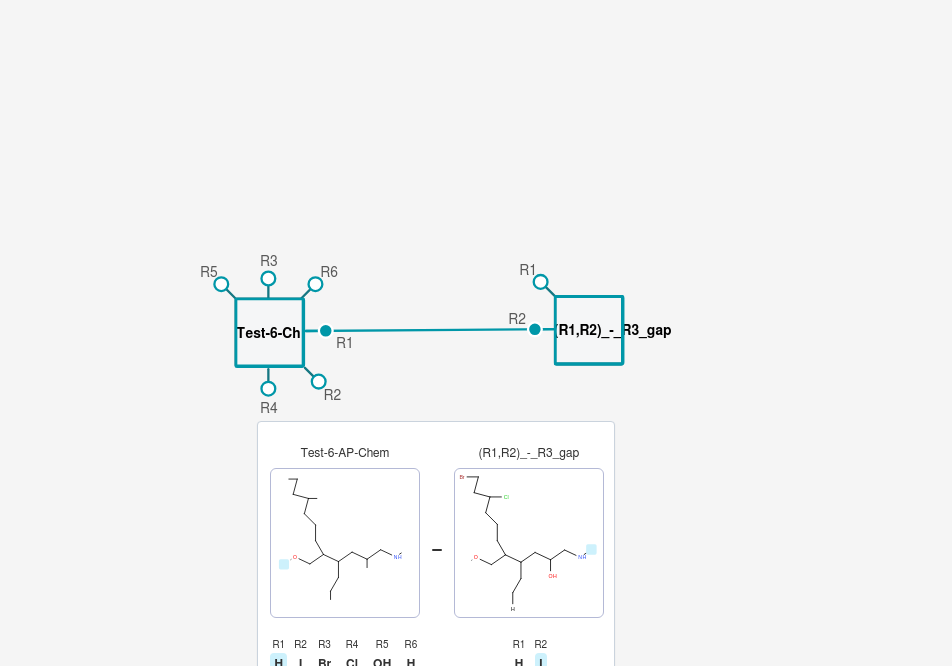 R3
R5 R6 R1
R2
Test-6-Ch (R1,R2)_-_R3_gap
R1
R2
R4
Test-6-AP-Chem (R1,R2)_-_R3_gap
Br
Cl
O NH O NH
–
OH
H
R1 R2 R3 R4 R5 R6 R1 R2
H I Br Cl OH H H I